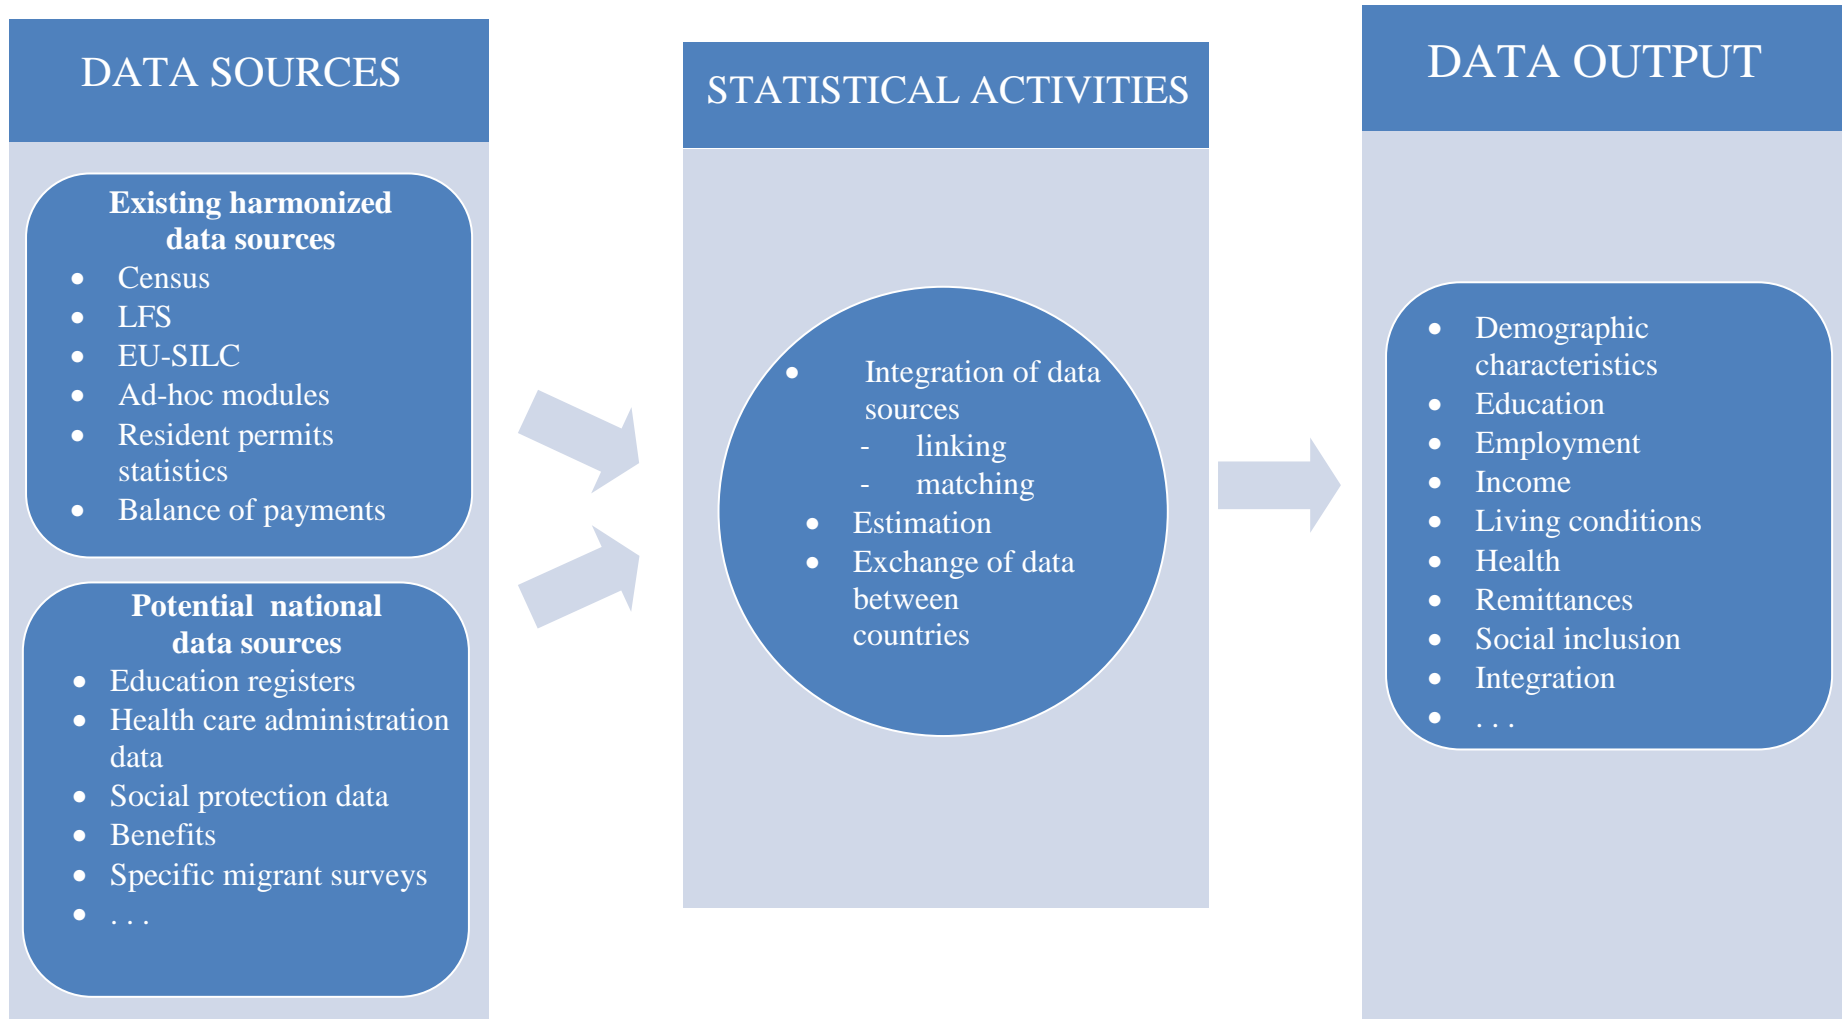 DATA SOURCES
Existing harmonized
data sources
• Census
• LFS
• EU-SILC
• Ad-hoc modules
• Resident permits
statistics
• Balance of payments
Potential national
data sources
• Education registers
• Health care administration
data
• Social protection data
• Benefits
• Specific migrant surveys
• . . .
STATISTICAL ACTIVITIES
• Integration of data
sources
- linking
- matching
• Estimation
• Exchange of data
between
countries
DATA OUTPUT
• Demographic
characteristics
• Education
• Employment
• Income
• Living conditions
• Health
• Remittances
• Social inclusion
• Integration
• . . .